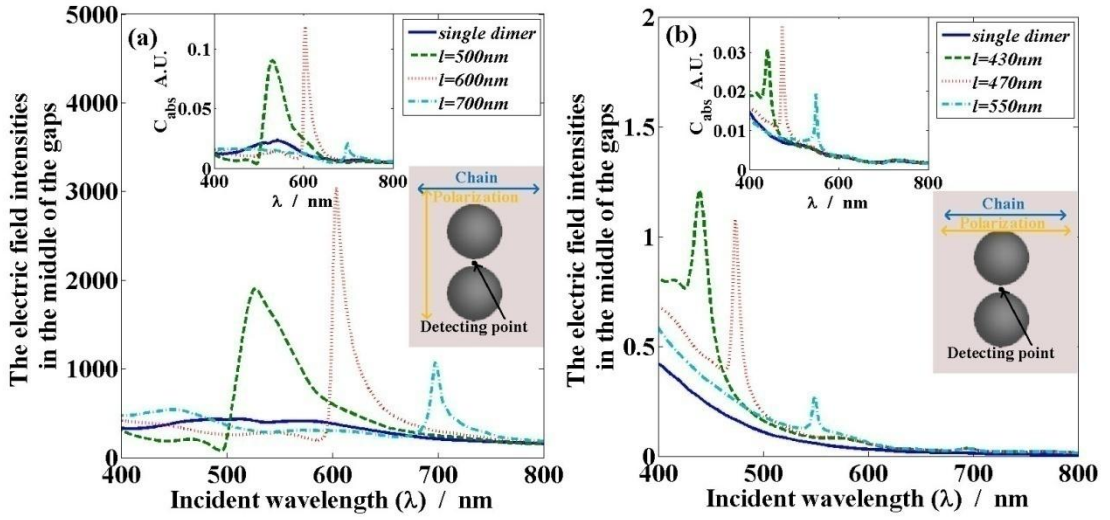 (a)
The electric field intensities
in the middle of the gaps
5000
4000
3000
2000
1000
0
400 500 600 700 800
Incident wavelength (λ) / nm
C_abs A.U.
0.1
0.05
0
400 600 800
λ / nm
single dimer
l=500nm
l=600nm
l=700nm
Chain
Polarization
Detecting point
(b)
The electric field intensities
in the middle of the gaps
2
1.5
1
0.5
0
400 500 600 700 800
Incident wavelength (λ) / nm
C_abs A.U.
0.03
0.02
0.01
0
400 500 600 700 800
λ / nm
single dimer
l=430nm
l=470nm
l=550nm
Chain
Polarization
Detecting point